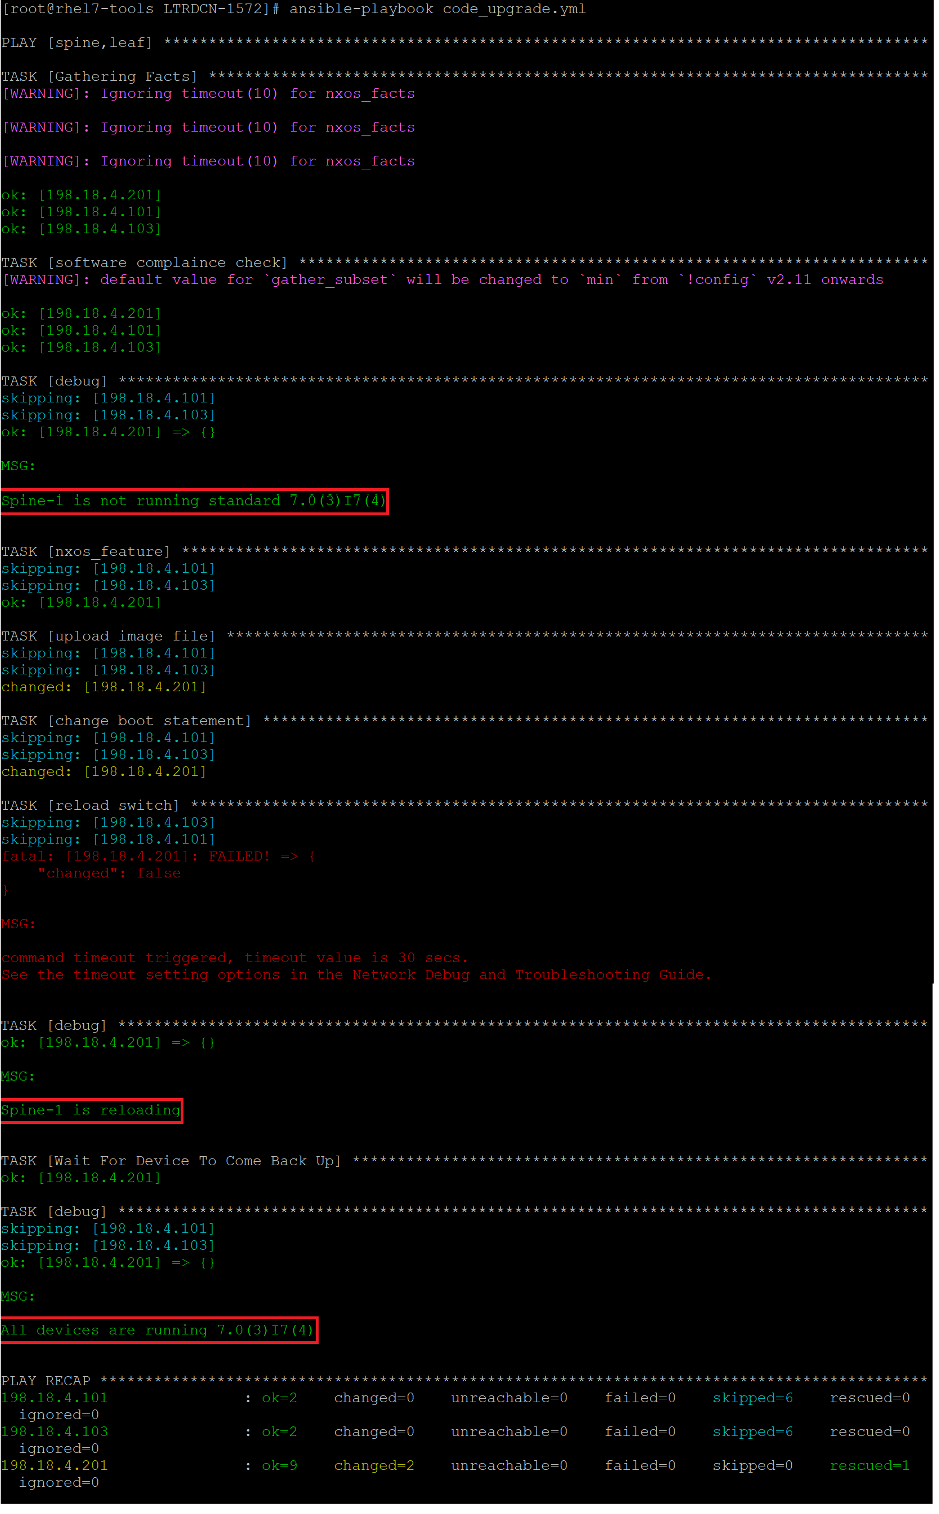 [root@rhel7-tools LTRDCN-1572]# ansible-playbook code_upgrade.yml
PLAY [spine,leaf] *************************************************************************************
TASK [Gathering Facts] ********************************************************************************
[WARNING]: Ignoring timeout(10) for nxos_facts
[WARNING]: Ignoring timeout(10) for nxos_facts
[WARNING]: Ignoring timeout(10) for nxos_facts
ok: [198.18.4.201]
ok: [198.18.4.101]
ok: [198.18.4.103]
TASK [software complaince check] **********************************************************************
[WARNING]: default value for `gather_subset` will be changed to `min` from `!config` v2.11 onwards
ok: [198.18.4.201]
ok: [198.18.4.101]
ok: [198.18.4.103]
TASK [debug] ******************************************************************************************
skipping: [198.18.4.101]
skipping: [198.18.4.103]
ok: [198.18.4.201] => {}
MSG:
Spine-1 is not running standard 7.0(3)I7(4)
TASK [nxos_feature] ***********************************************************************************
skipping: [198.18.4.101]
skipping: [198.18.4.103]
ok: [198.18.4.201]
TASK [upload image file] ******************************************************************************
skipping: [198.18.4.101]
skipping: [198.18.4.103]
changed: [198.18.4.201]
TASK [change boot statement] **************************************************************************
skipping: [198.18.4.101]
skipping: [198.18.4.103]
changed: [198.18.4.201]
TASK [reload switch] **********************************************************************************
skipping: [198.18.4.103]
skipping: [198.18.4.101]
fatal: [198.18.4.201]: FAILED! => {
"changed": false
}
MSG:
command timeout triggered, timeout value is 30 secs.
See the timeout setting options in the Network Debug and Troubleshooting Guide.
TASK [debug] ******************************************************************************************
ok: [198.18.4.201] => {}
MSG:
Spine-1 is reloading
TASK [Wait For Device To Come Back Up] ****************************************************************
ok: [198.18.4.201]
TASK [debug] ******************************************************************************************
skipping: [198.18.4.101]
skipping: [198.18.4.103]
ok: [198.18.4.201] => {}
MSG:
All devices are running 7.0(3)I7(4)
PLAY RECAP ********************************************************************************************
198.18.4.101 : ok=2 changed=0 unreachable=0 failed=0 skipped=6 rescued=0
ignored=0
198.18.4.103 : ok=2 changed=0 unreachable=0 failed=0 skipped=6 rescued=0
ignored=0
198.18.4.201 : ok=9 changed=2 unreachable=0 failed=0 skipped=0 rescued=1
ignored=0